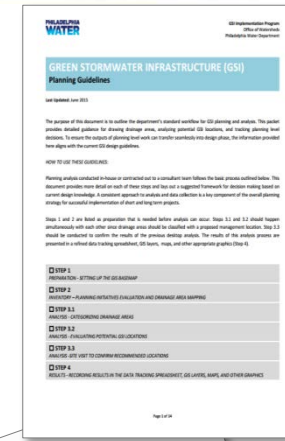 PHILADELPHIA
WATER
GSI Implementation Program
Office of Watersheds
Philadelphia Water Department
GREEN STORMWATER INFRASTRUCTURE (GSI)
Planning Guidelines
Last Updated: June 2015
The purpose of this document is to outline the department's standard workflow for GSI planning and analysis. This packet
provides detailed guidance for drawing drainage areas, analyzing potential GSI locations, and tracking planning level
decisions. To ensure the outputs of planning level work can transfer seamlessly into design phase, the information provided
here aligns with the current GSI design guidelines.
HOW TO USE THESE GUIDELINES:
Planning analysis conducted in-house or contracted out to a consultant team follows the basic process outlined below. This
document provides more detail on each of these steps and lays out a suggested framework for decision making based on
current design knowledge. A consistent approach to analysis and data collection is a key component of the overall planning
strategy for successful implementation of short and long term projects.
Steps 1 and 2 are listed as preparation that is needed before analysis can occur. Steps 3.1 and 3.2 should happen
simultaneously with each other since drainage areas should be classified with a proposed management location. Step 3.3
should be conducted to confirm the results of the previous desktop analysis. The results of this analysis process are
presented in a refined data tracking spreadsheet, GIS layers, maps, and other appropriate graphics (Step 4).
☐ STEP 1
PREPARATION - SETTING UP THE GIS BASEMAP
☐ STEP 2
INVENTORY – PLANNING INITIATIVES EVALUATION AND DRAINAGE AREA MAPPING
☐ STEP 3.1
ANALYSIS - CATEGORIZING DRAINAGE AREAS
☐ STEP 3.2
ANALYSIS - EVALUATING POTENTIAL GSI LOCATIONS
☐ STEP 3.3
ANALYSIS -SITE VISIT TO CONFIRM RECOMMENDED LOCATIONS
☐ STEP 4
RESULTS - RECORDING RESULTS IN THE DATA TRACKING SPREADSHEET, GIS LAYERS, MAPS, AND OTHER GRAPHICS
Page 1 of 14